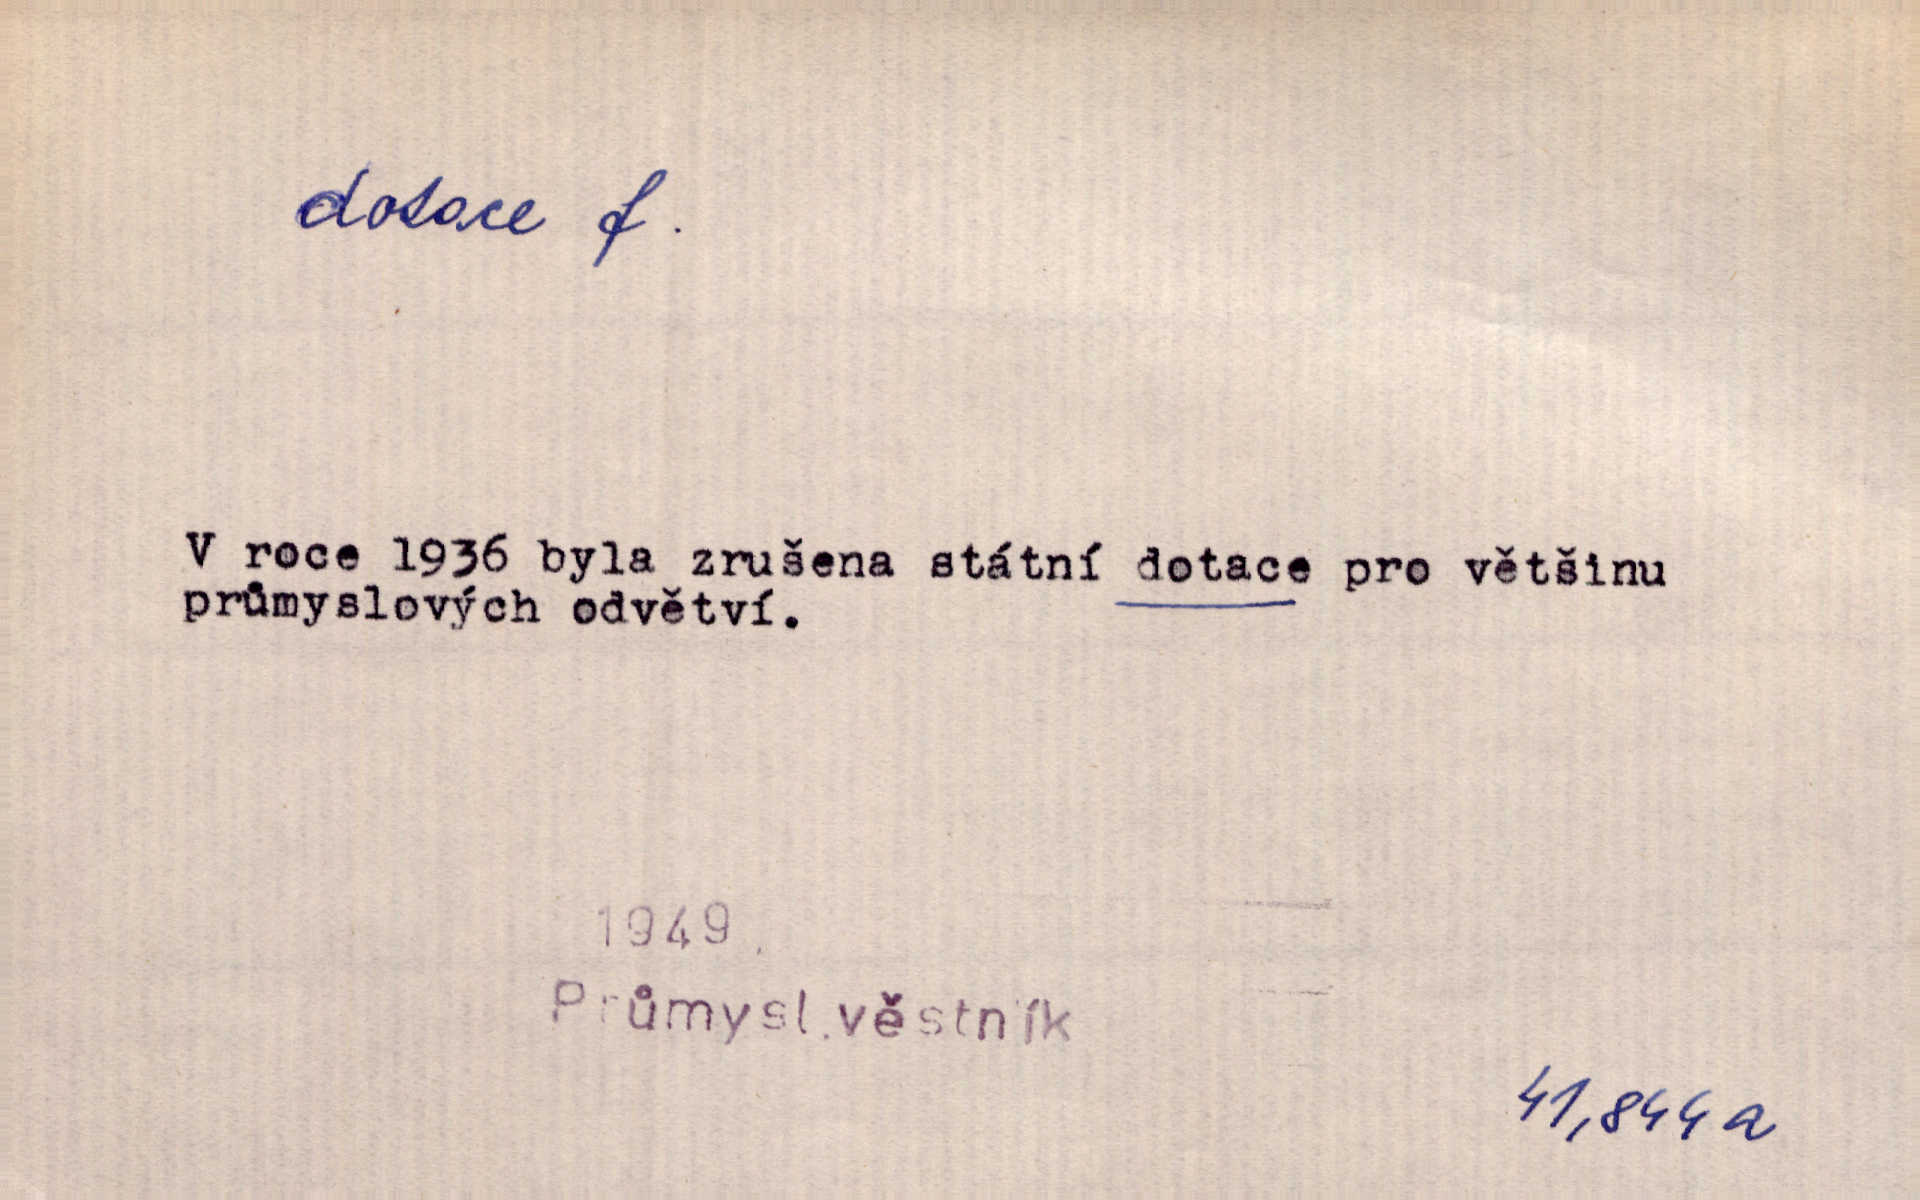 dotace f.
V roce 1936 byla zrušena státní dotace pro většinu
průmyslových odvětví.
1949.
Průmysl.věstník
41,844a